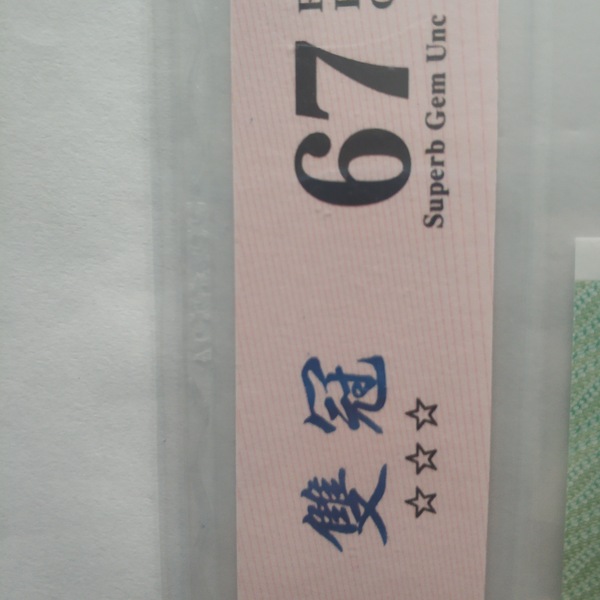 雙冠
☆☆☆
67
Superb Gem Unc